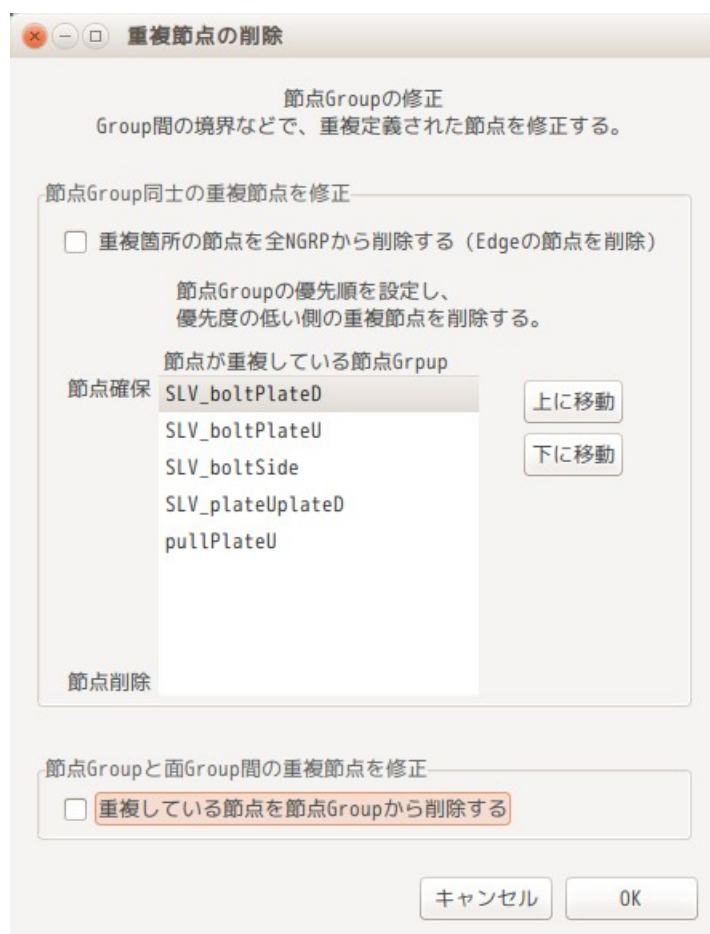 重複節点の削除
節点Groupの修正
Group間の境界などで、重複定義された節点を修正する。
節点Group同士の重複節点を修正
重複箇所の節点を全NGRPから削除する（Edgeの節点を削除）
節点Groupの優先順を設定し、
優先度の低い側の重複節点を削除する。
節点が重複している節点Grpup
節点確保
SLV_boltPlateD
SLV_boltPlateU
SLV_boltSide
SLV_plateUplateD
pullPlateU
上に移動
下に移動
節点削除
節点Groupと面Group間の重複節点を修正
重複している節点を節点Groupから削除する
キャンセル
OK